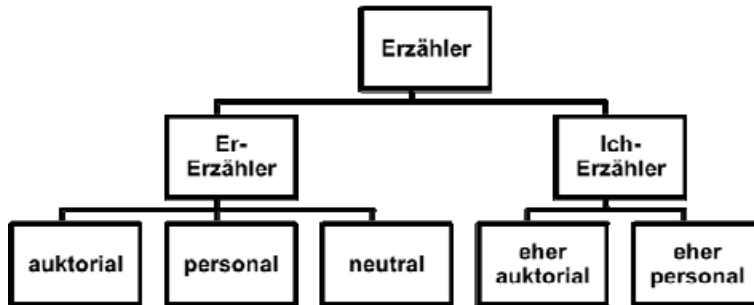 Erzähler
Er-
Erzähler
Ich-
Erzähler
auktorial
personal
neutral
eher
auktorial
eher
personal